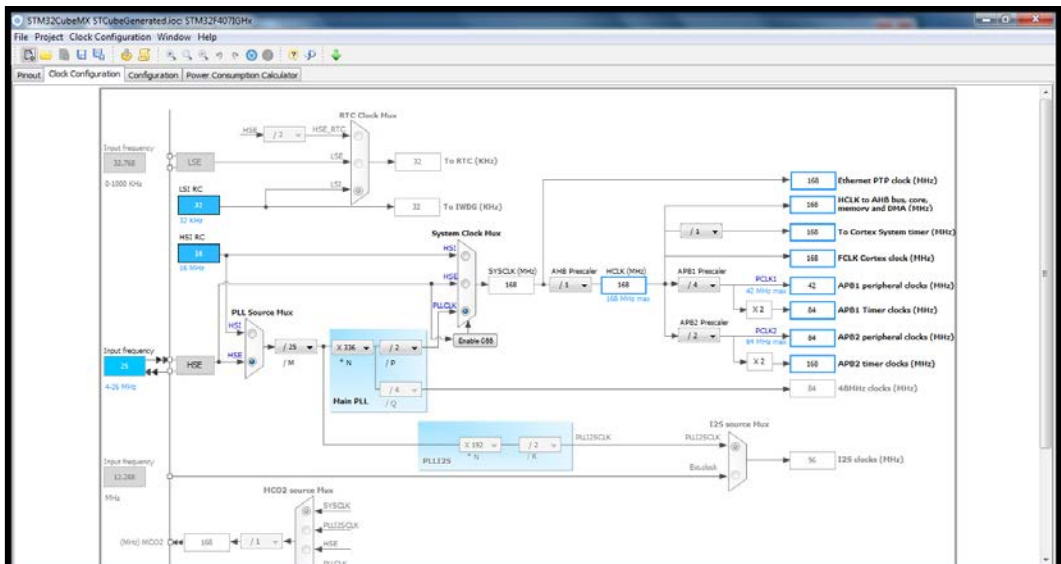 STM32CubeMX STCubeGenerated.ioc: STM32F407IGHx
File Project Clock Configuration Window Help
Pinout Clock Configuration Configuration Power Consumption Calculator
RTC Clock Mux
HSE / 2 HSE_RTC
Input frequency
32.768
LSE
LSE
32 To RTC (KHz)
0-1000 KHz
LSI RC
LSI
32
32 To IWDG (KHz)
32 KHz
HSI RC
16
16 MHz
System Clock Mux
HSI
HSE
PLLCLK
SYSCLK (MHz)
168
AHB Prescaler
/ 1
HCLK (MHz)
168
168 MHz max
168 Ethernet PTP clock (MHz)
168 HCLK to AHB bus, core,
memory and DMA (MHz)
/ 1 168 To Cortex System timer (MHz)
168 FCLK Cortex clock (MHz)
APB1 Prescaler
/ 4
PCLK1
42 MHz max
42 APB1 peripheral clocks (MHz)
X 2 84 APB1 Timer clocks (MHz)
APB2 Prescaler
/ 2
PCLK2
84 MHz max
84 APB2 peripheral clocks (MHz)
X 2 168 APB2 timer clocks (MHz)
PLL Source Mux
HSI
HSE
Input frequency
25
HSE
4-26 MHz
/ 25
/ M
X 336
* N
/ 2
/ P
Enable CSS
/ 4
/ Q
Main PLL
84 48MHz clocks (MHz)
I2S source Mux
PLLI2SCLK PLLI2SCLK
X 192
* N
/ 2
/ R
PLLI2S
Ext.clock
96 I2S clocks (MHz)
Input frequency
12.288
MHz
MCO2 source Mux
SYSCLK
PLLI2SCLK
HSE
PLLCLK
(MHz) MCO2 168 / 1